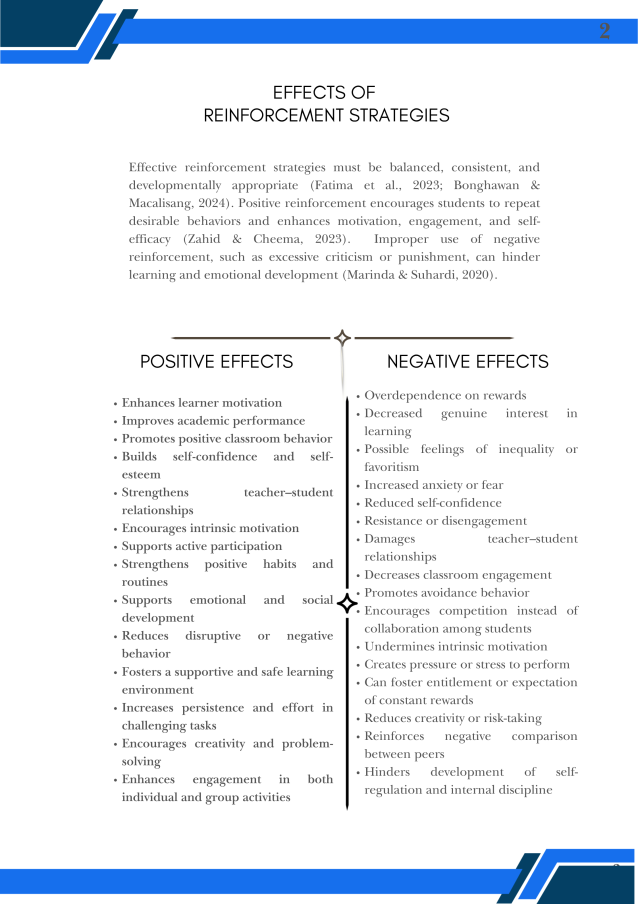 2
EFFECTS OF
REINFORCEMENT STRATEGIES
Effective reinforcement strategies must be balanced, consistent, and
developmentally appropriate (Fatima et al., 2023; Bonghawan &
Macalisang, 2024). Positive reinforcement encourages students to repeat
desirable behaviors and enhances motivation, engagement, and self-
efficacy (Zahid & Cheema, 2023). Improper use of negative
reinforcement, such as excessive criticism or punishment, can hinder
learning and emotional development (Marinda & Suhardi, 2020).
POSITIVE EFFECTS
• Enhances learner motivation
• Improves academic performance
• Promotes positive classroom behavior
• Builds self-confidence and self-
esteem
• Strengthens teacher–student
relationships
• Encourages intrinsic motivation
• Supports active participation
• Strengthens positive habits and
routines
• Supports emotional and social
development
• Reduces disruptive or negative
behavior
• Fosters a supportive and safe learning
environment
• Increases persistence and effort in
challenging tasks
• Encourages creativity and problem-
solving
• Enhances engagement in both
individual and group activities
NEGATIVE EFFECTS
• Overdependence on rewards
• Decreased genuine interest in
learning
• Possible feelings of inequality or
favoritism
• Increased anxiety or fear
• Reduced self-confidence
• Resistance or disengagement
• Damages teacher–student
relationships
• Decreases classroom engagement
• Promotes avoidance behavior
• Encourages competition instead of
collaboration among students
• Undermines intrinsic motivation
• Creates pressure or stress to perform
• Can foster entitlement or expectation
of constant rewards
• Reduces creativity or risk-taking
• Reinforces negative comparison
between peers
• Hinders development of self-
regulation and internal discipline